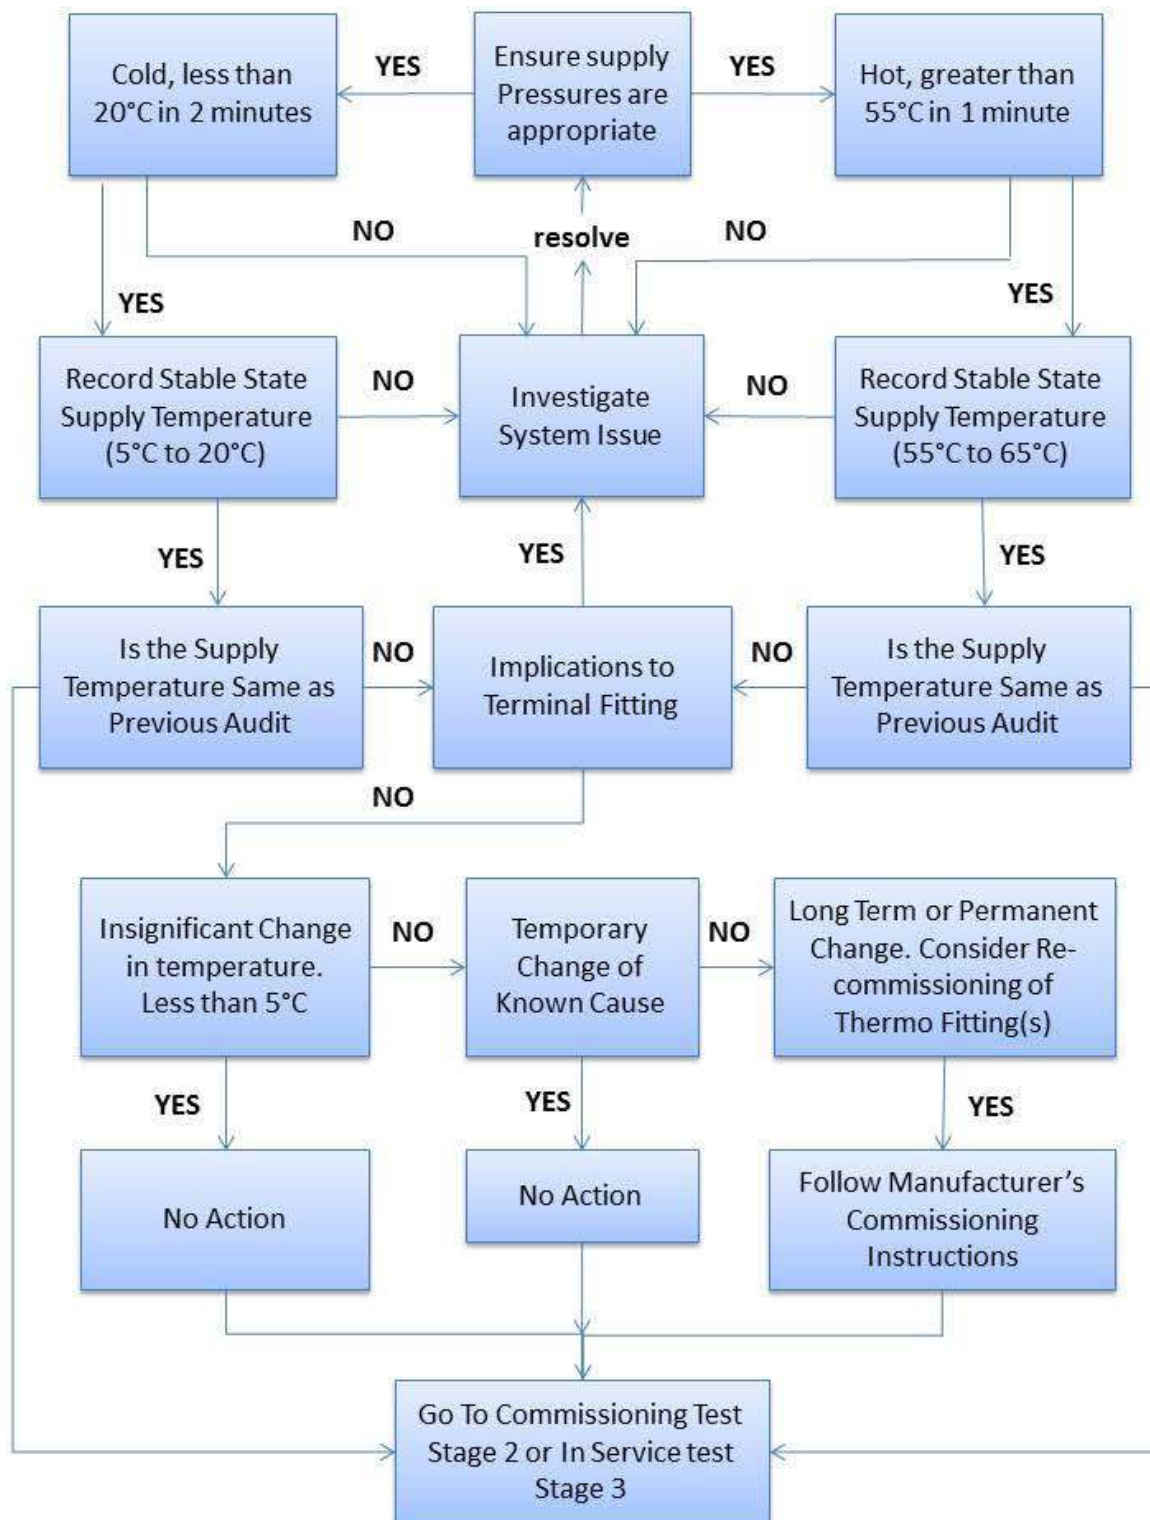 Cold, less than
20°C in 2 minutes
YES
Ensure supply
Pressures are
appropriate
YES
Hot, greater than
55°C in 1 minute
NO
resolve
NO
YES
YES
Record Stable State
Supply Temperature
(5°C to 20°C)
NO
Investigate
System Issue
NO
Record Stable State
Supply Temperature
(55°C to 65°C)
YES
YES
YES
Is the Supply
Temperature Same as
Previous Audit
NO
Implications to
Terminal Fitting
NO
Is the Supply
Temperature Same as
Previous Audit
NO
Insignificant Change
in temperature.
Less than 5°C
NO
Temporary
Change of
Known Cause
NO
Long Term or Permanent
Change. Consider Re-
commissioning of
Thermo Fitting(s)
YES
YES
YES
No Action
No Action
Follow Manufacturer's
Commissioning
Instructions
Go To Commissioning Test
Stage 2 or In Service test
Stage 3